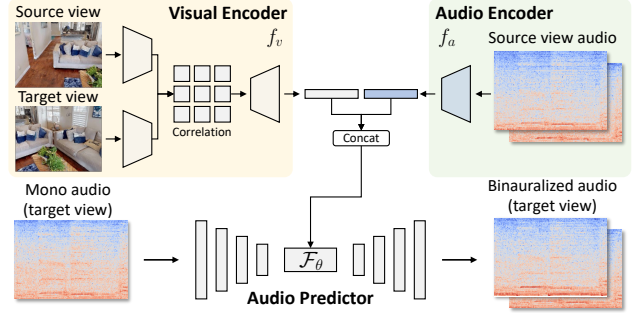 Visual Encoder
Audio Encoder
Source view
f_v
f_a
Source view audio
Target view
Correlation
Concat
Mono audio
(target view)
Binauralized audio
(target view)
F_θ
Audio Predictor